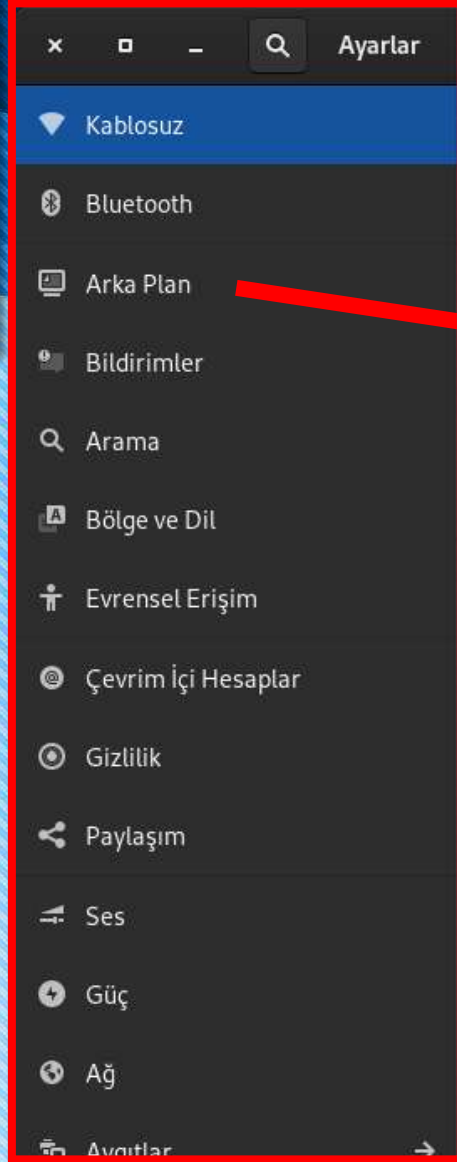 Ayarlar
Kablosuz
Bluetooth
Arka Plan
Bildirimler
Arama
Bölge ve Dil
Evrensel Erişim
Çevrim İçi Hesaplar
Gizlilik
Paylaşım
Ses
Güç
Ağ
Aygıtlar